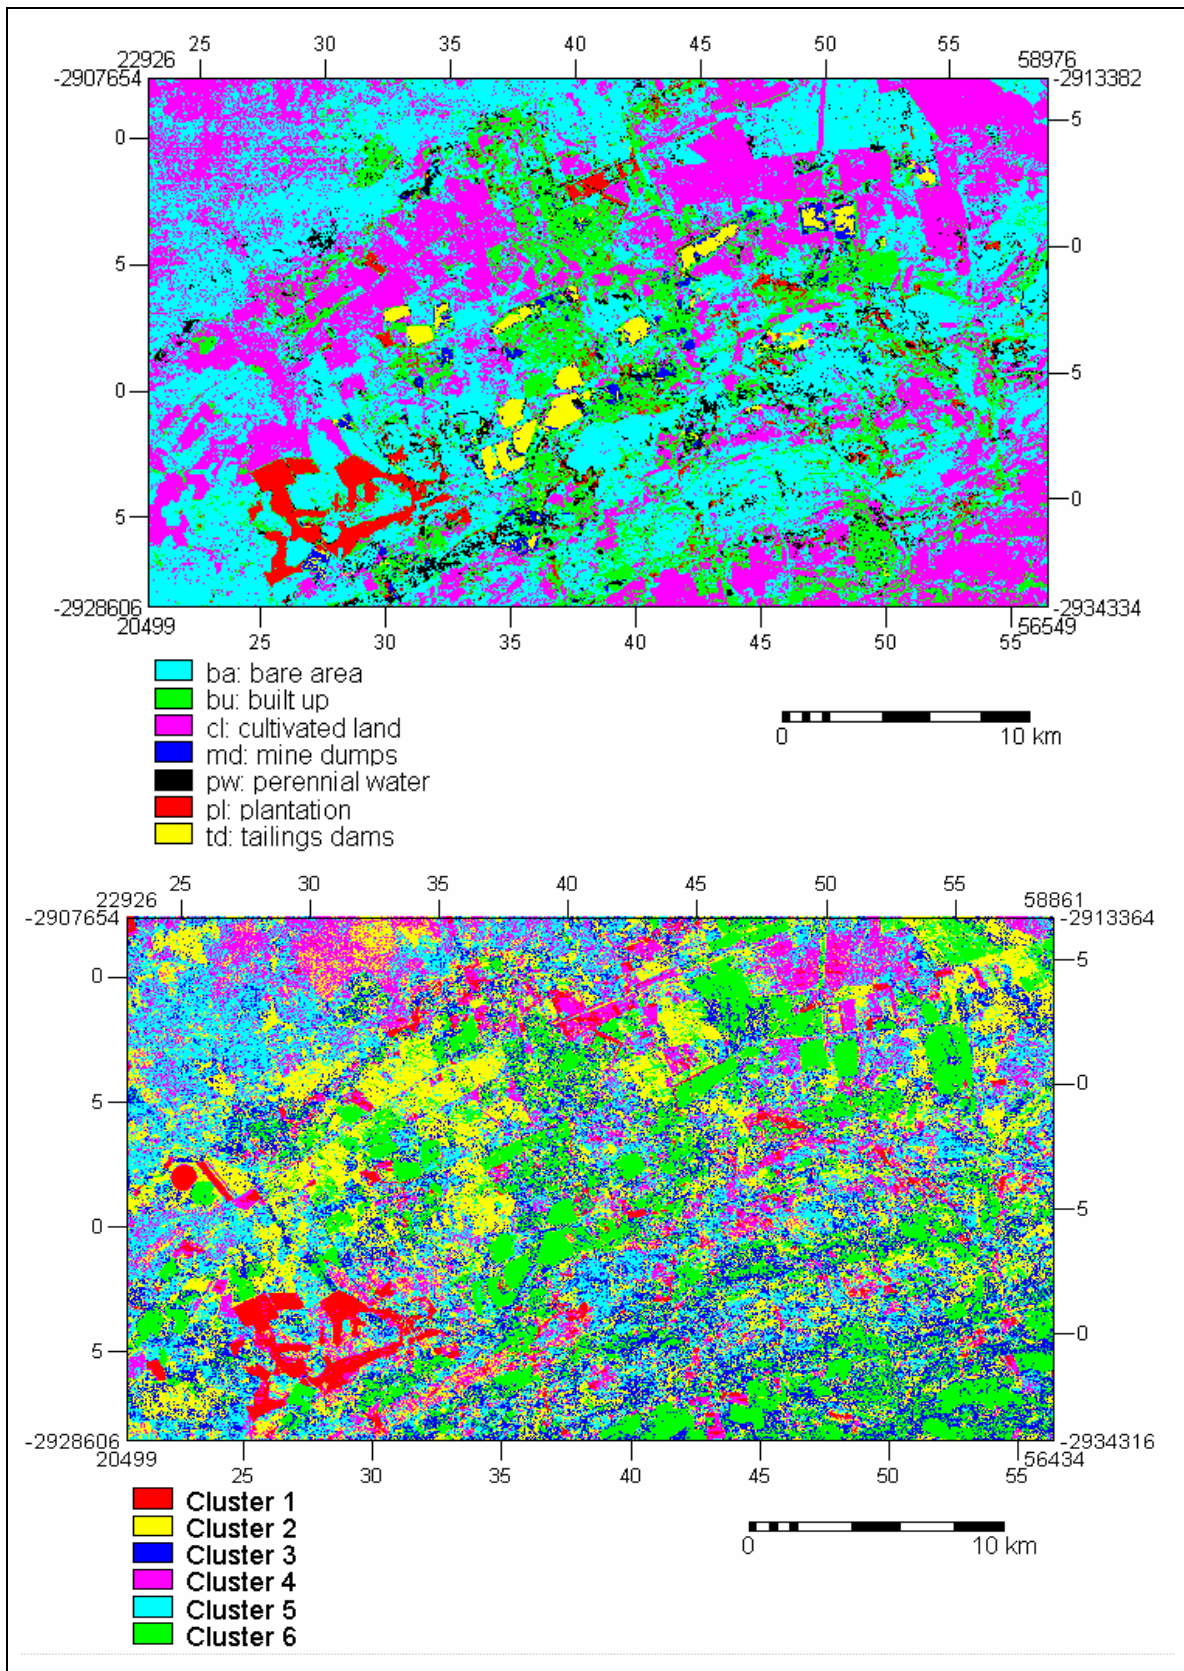 25 30 35 40 45 50 55
22926 58976
-2907654 -2913382
0 5
5 0
0 5
5 0
-2928606 -2934334
20499 56549
25 30 35 40 45 50 55
ba: bare area
bu: built up
cl: cultivated land
md: mine dumps
pw: perennial water
pl: plantation
td: tailings dams
0 10 km
25 30 35 40 45 50 55
22926 58861
-2907654 -2913364
0 -5
5 0
0 5
5 0
-2928606 -2934316
20499 56434
25 30 35 40 45 50 55
Cluster 1
Cluster 2
Cluster 3
Cluster 4
Cluster 5
Cluster 6
0 10 km